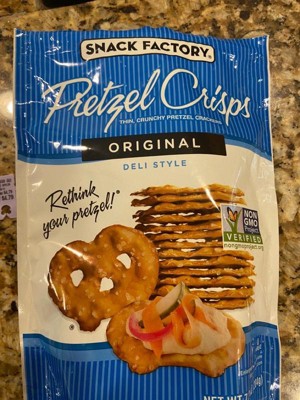 SNACK FACTORY®
Pretzel Crisps
THIN, CRUNCHY PRETZEL CRACKERS
ORIGINAL
DELI STYLE
Rethink
your pretzel!®
NON
GMO
Project
VERIFIED
nongmoproject.org
NET WT